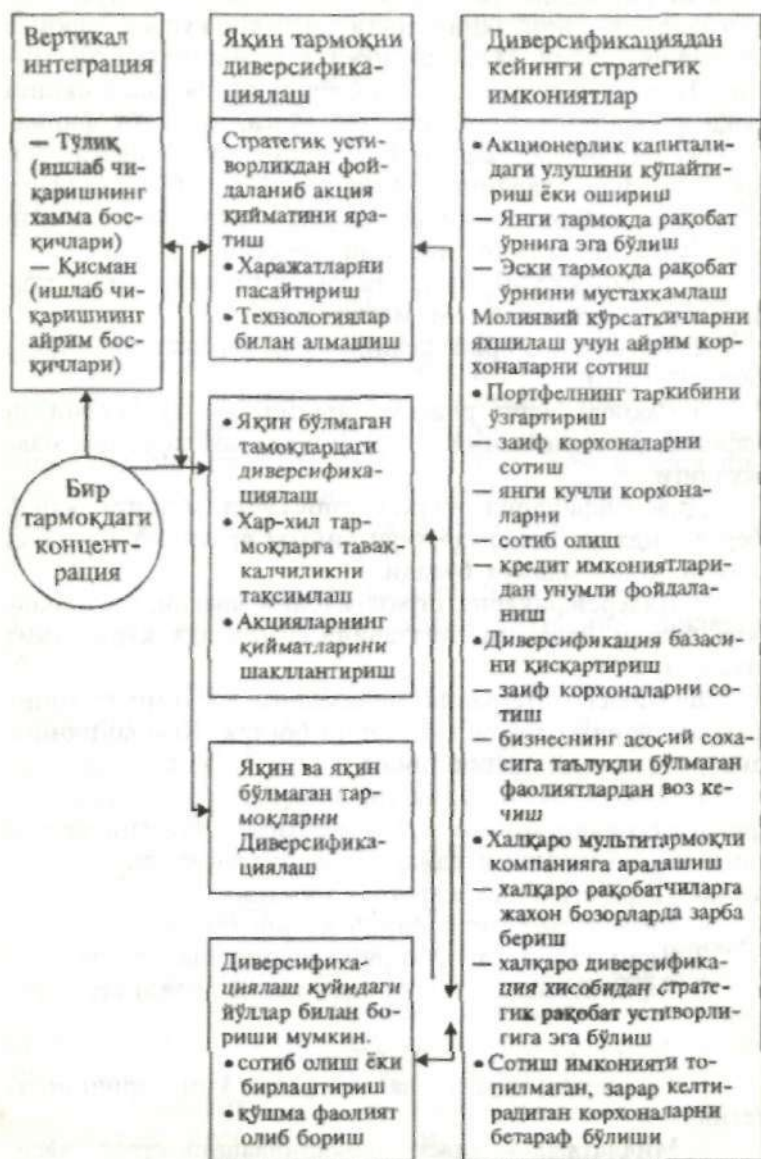 Вертикал
интеграция
— Тўлиқ
(ишлаб чи-
қаришнинг
хамма бос-
қичлари)
— Қисман
(ишлаб чи-
қаришнинг
айрим бос-
қичлари)
Бир
тармоқдаги
концент-
рация
Яқин тармоқни
диверсифика-
циялаш
Стратегик усти-
ворликдан фой-
даланиб акция
қийматини яра-
тиш
• Харажатларни
пасайтириш
• Технологиялар
билан алмашиш
• Яқин бўлмаган
тамоқлардаги
диверсифика-
циялаш
• Хар-хил тар-
моқларга тавак-
калчиликни
тақсимлаш
• Акцияларнинг
қийматларини
шакллантириш
Яқин ва яқин
бўлмаган тар-
моқларни
Диверсифика-
циялаш
Диверсифика-
циялаш қуйидаги
йўллар билан бо-
риши мумкин.
• сотиб олиш ёки
бирлаштириш
• қўшма фаолият
олиб бориш
Диверсификациядан
кейинги стратегик
имкониятлар
• Акционерлик капитали-
даги улушини кўпайти-
риш ёки ошириш
— Янги тармоқда рақобат
ўрнига эга бўлиш
— Эски тармоқда рақобат
ўрнини мустахкамлаш
Молиявий кўрсаткичларни
яхшилаш учун айрим кор-
хоналарни сотиш
• Портфелнинг таркибини
ўзгартириш
— заиф корхоналарни
сотиш
— янги кучли корхона-
ларни
— сотиб олиш
— кредит имкониятлари-
дан унумли фойдала-
ниш
• Диверсификация базаси-
ни қисқартириш
— заиф корхоналарни со-
тиш
— бизнеснинг асосий соха-
сига таълуқли бўлмаган
фаолиятлардан воз ке-
чиш
• Халқаро мультитармоқли
компанияга аралашиш
— халқаро рақобатчиларга
жахон бозорларда зарба
бериш
— халқаро диверсифика-
ция хисобидан страте-
гик рақобат устиворли-
гига эга бўлиш
• Сотиш имконияти то-
пилмаган, зарар келти-
радиган корхоналарни
бетараф бўлиши